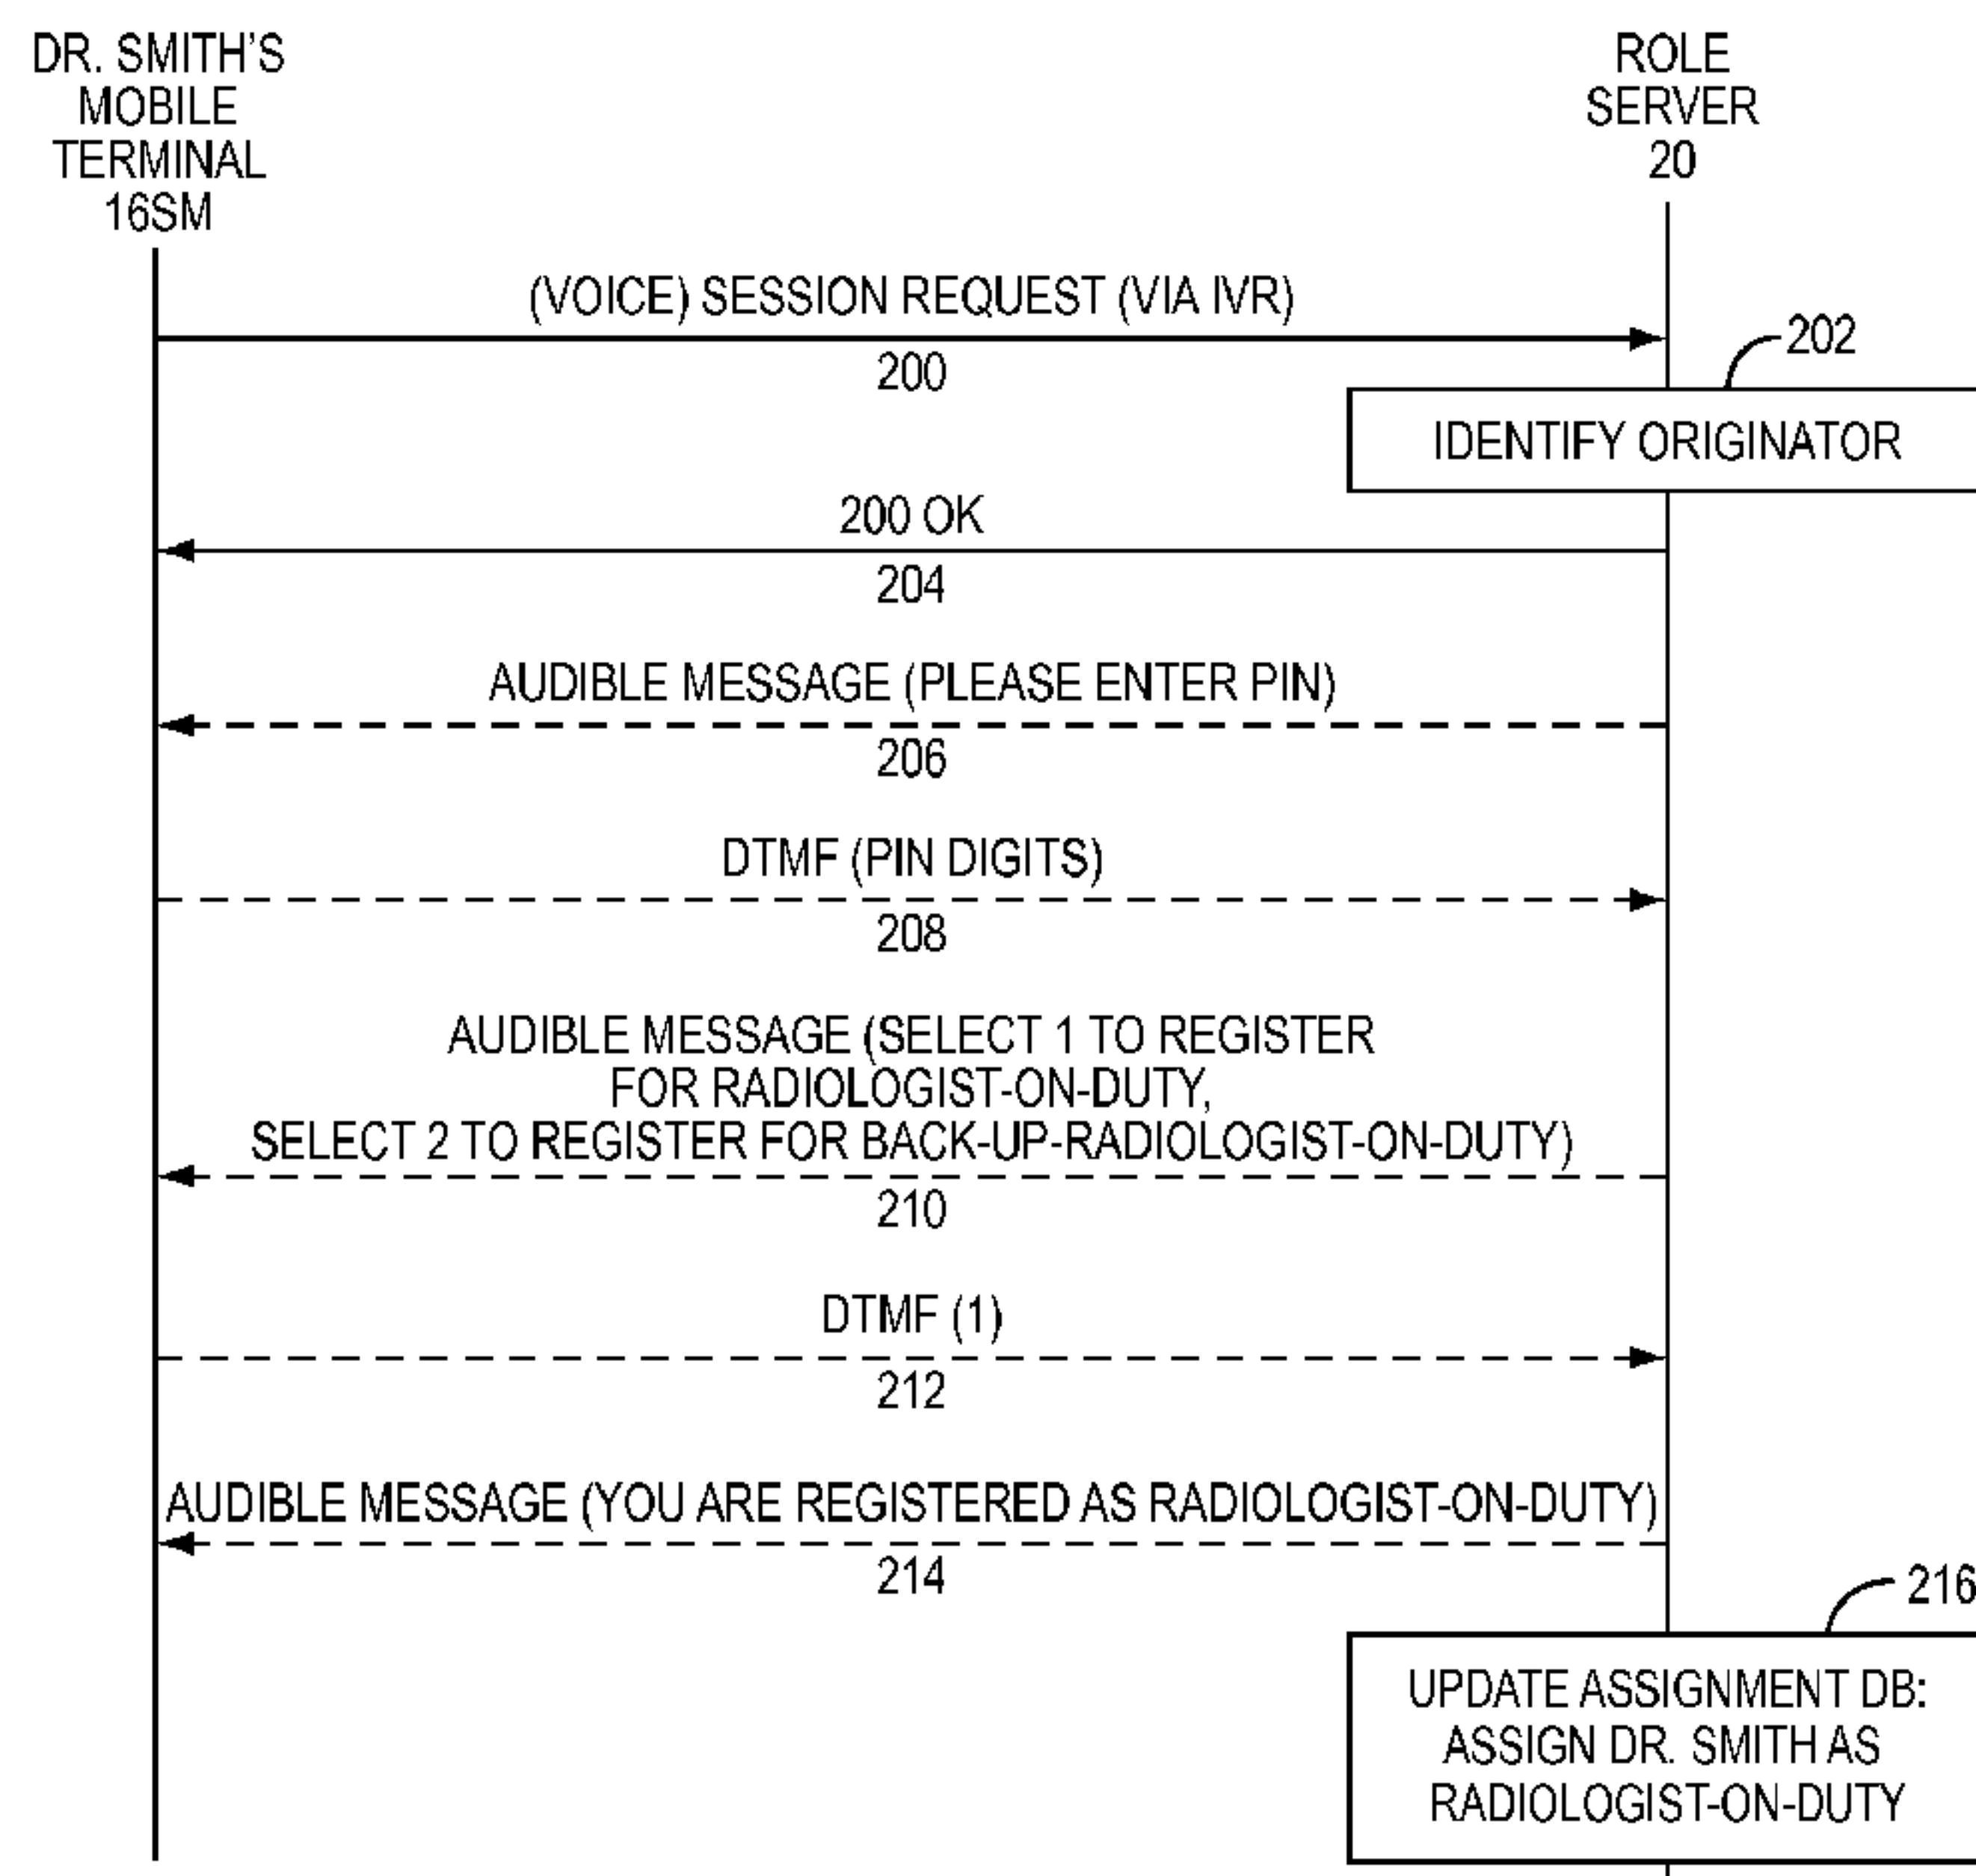 DR. SMITH'S
MOBILE
TERMINAL
16SM
ROLE
SERVER
20
(VOICE) SESSION REQUEST (VIA IVR)
200
202
IDENTIFY ORIGINATOR
200 OK
204
AUDIBLE MESSAGE (PLEASE ENTER PIN)
206
DTMF (PIN DIGITS)
208
AUDIBLE MESSAGE (SELECT 1 TO REGISTER
FOR RADIOLOGIST-ON-DUTY,
SELECT 2 TO REGISTER FOR BACK-UP-RADIOLOGIST-ON-DUTY)
210
DTMF (1)
212
AUDIBLE MESSAGE (YOU ARE REGISTERED AS RADIOLOGIST-ON-DUTY)
214
216
UPDATE ASSIGNMENT DB:
ASSIGN DR. SMITH AS
RADIOLOGIST-ON-DUTY